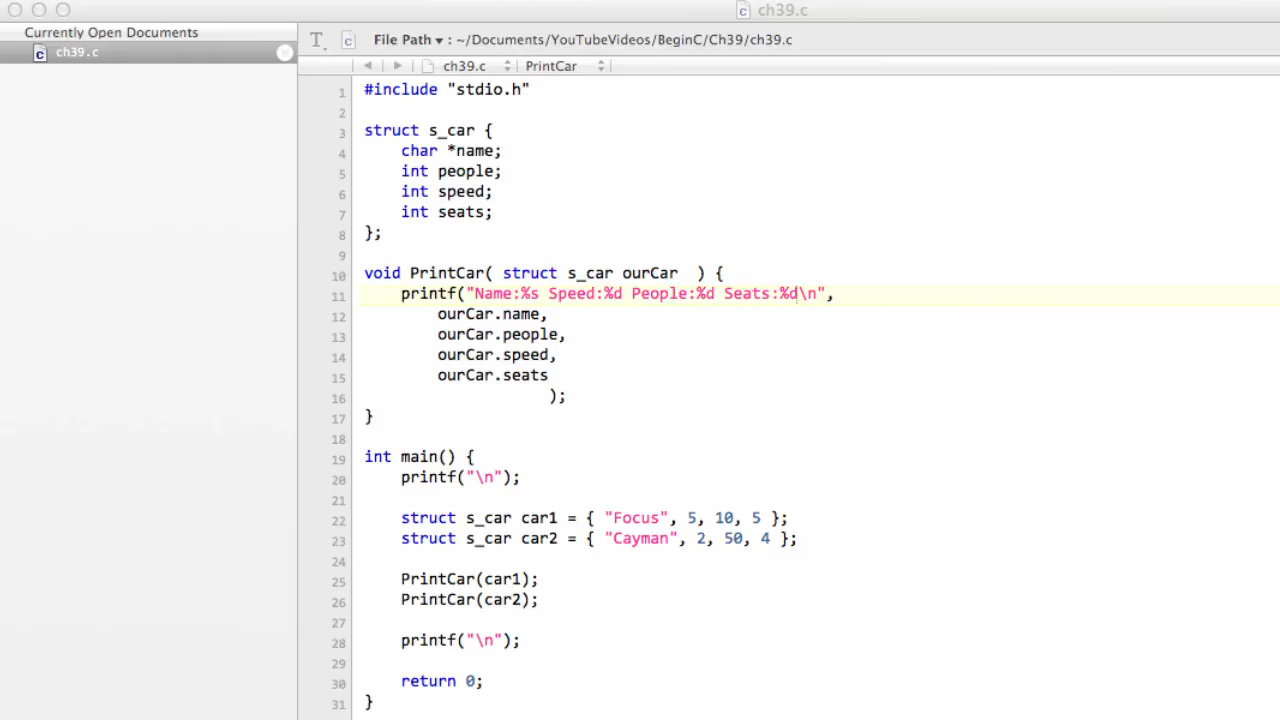 ch39.c
Currently Open Documents
ch39.c
File Path ▾ : ~/Documents/YouTubeVideos/BeginC/Ch39/ch39.c
ch39.c PrintCar
1 #include "stdio.h"
2
3 struct s_car {
4 char *name;
5 int people;
6 int speed;
7 int seats;
8 };
9
10 void PrintCar( struct s_car ourCar  ) {
11 printf("Name:%s Speed:%d People:%d Seats:%d\n",
12 ourCar.name,
13 ourCar.people,
14 ourCar.speed,
15 ourCar.seats
16 );
17 }
18
19 int main() {
20 printf("\n");
21
22 struct s_car car1 = { "Focus", 5, 10, 5 };
23 struct s_car car2 = { "Cayman", 2, 50, 4 };
24
25 PrintCar(car1);
26 PrintCar(car2);
27
28 printf("\n");
29
30 return 0;
31 }